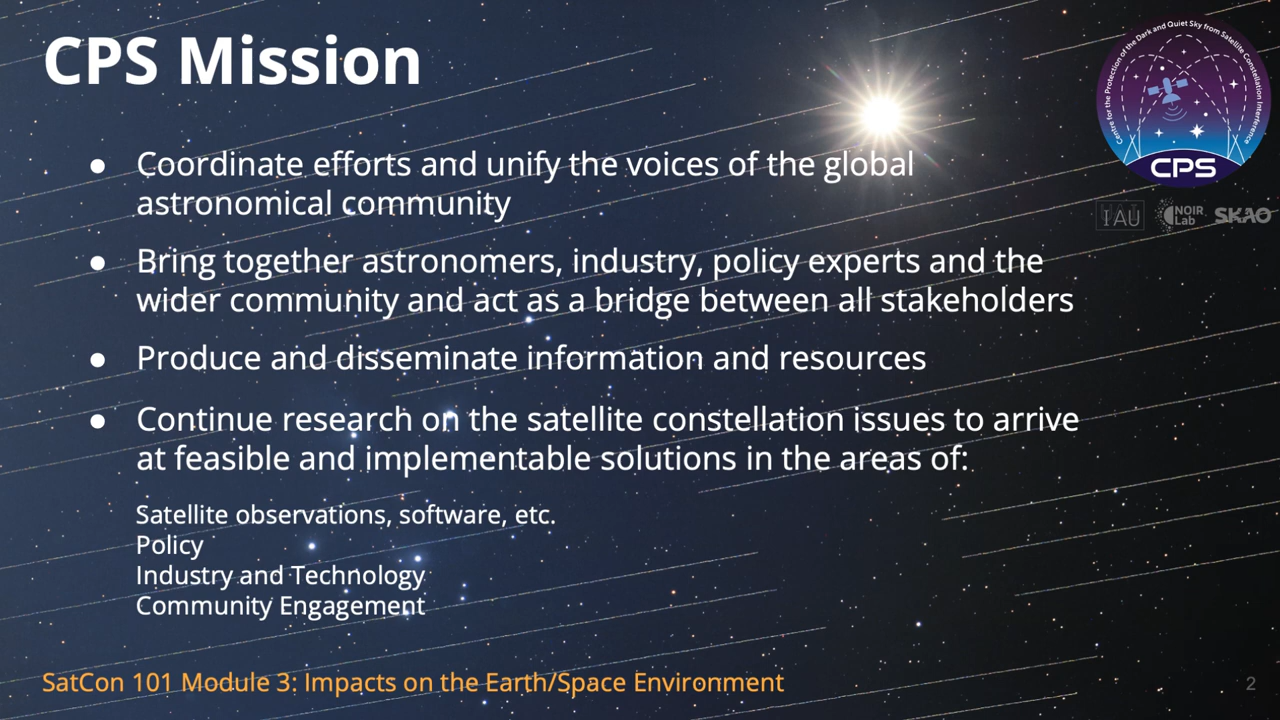 CPS Mission
Centre for the Protection of the Dark and Quiet Sky from Satellite Constellation Interference
CPS
IAU
NOIR
Lab
SKAO
● Coordinate efforts and unify the voices of the global
astronomical community
● Bring together astronomers, industry, policy experts and the
wider community and act as a bridge between all stakeholders
● Produce and disseminate information and resources
● Continue research on the satellite constellation issues to arrive
at feasible and implementable solutions in the areas of:
Satellite observations, software, etc.
Policy
Industry and Technology
Community Engagement
SatCon 101 Module 3: Impacts on the Earth/Space Environment
2